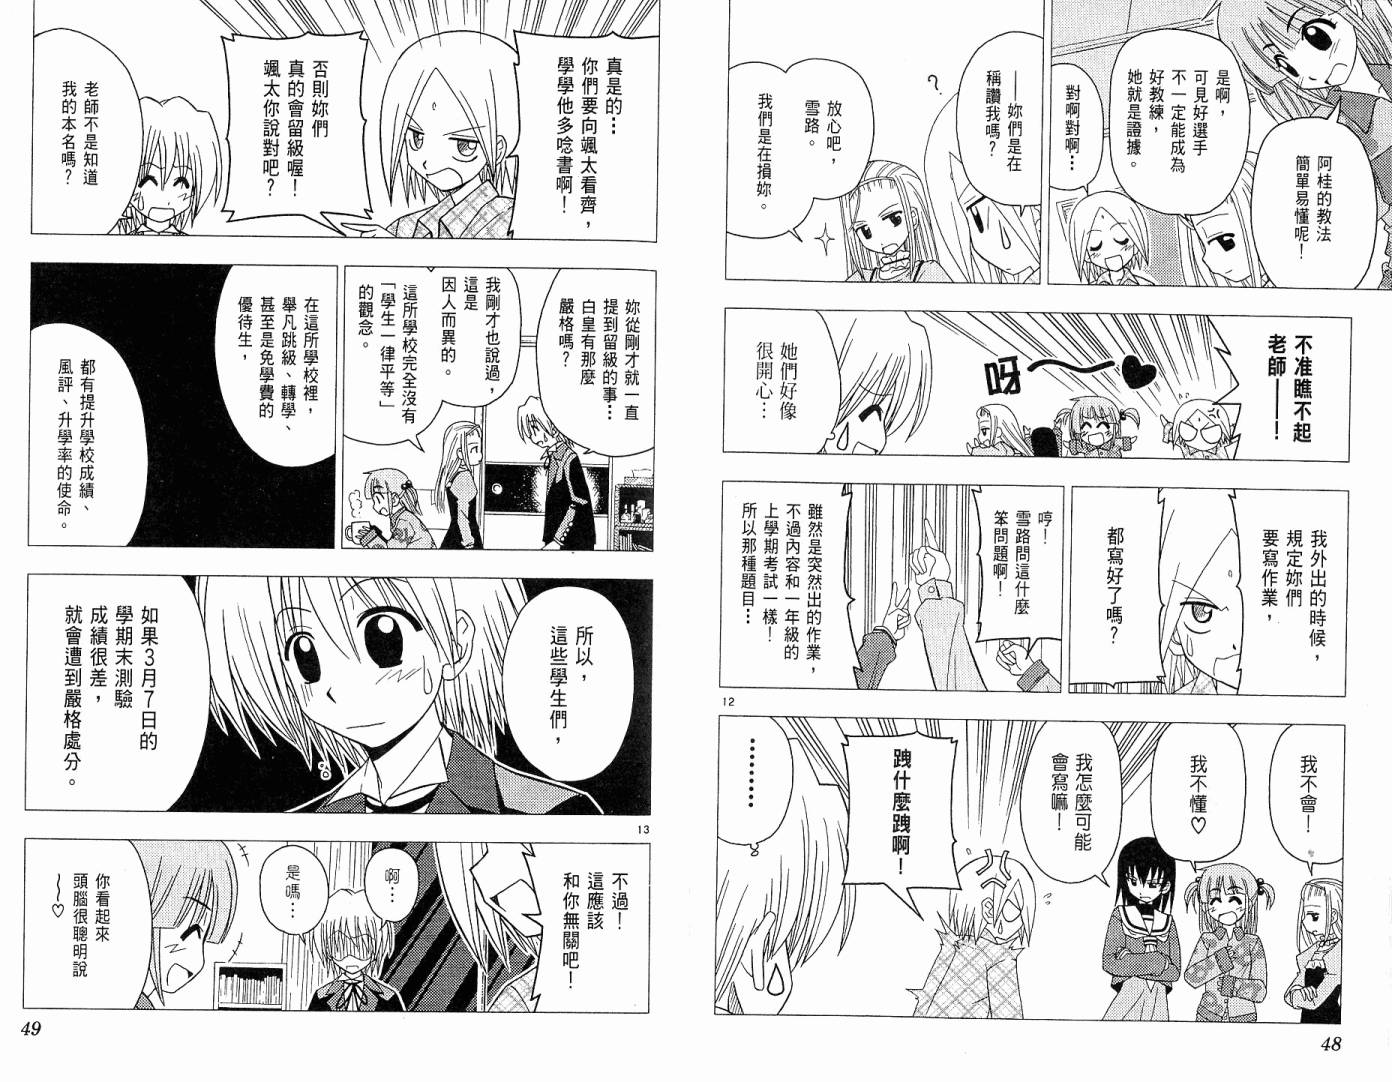 阿桂的教法
簡單易懂呢！
是啊，
可見好選手
不一定能成為
好教練，
她就是證據。
對啊對啊…
──妳們是在
稱讚我嗎？
?
放心吧，
雪路。
我們是在損妳。
不准瞧不起
老師──！
呀～♥
她們好像
很開心…
我外出的時候，
規定妳們
要寫作業，
都寫好了嗎？
哼！
雪路問這什麼
笨問題啊！
雖然是突然出的作業，
不過內容和一年級的
上學期考試一樣！
所以那種題目…
12
我不會！
我不懂♡
我怎麼可能
會寫嘛！
跩什麼跩啊！
………
48
真是的…
你們要向颯太看齊，
學學他多唸書啊！
否則妳們
真的會留級喔！
颯太你說對吧？
老師不是知道
我的本名嗎？
妳從剛才就一直
提到留級的事…
白皇有那麼
嚴格嗎？
我剛才也說過，
這是
因人而異的。
這所學校完全沒有
「學生一律平等」
的觀念。
在這所學校裡，
舉凡跳級、轉學、
甚至是免學費的
優待生，
都有提升學校成績、
風評、升學率的使命。
所以，
這些學生們，
如果3月7日的
學期末測驗
成績很差，
就會遭到嚴格處分。
13
不過！
這應該
和你無關吧！
啊…
是嗎…
你看起來
頭腦很聰明說
～♡
49